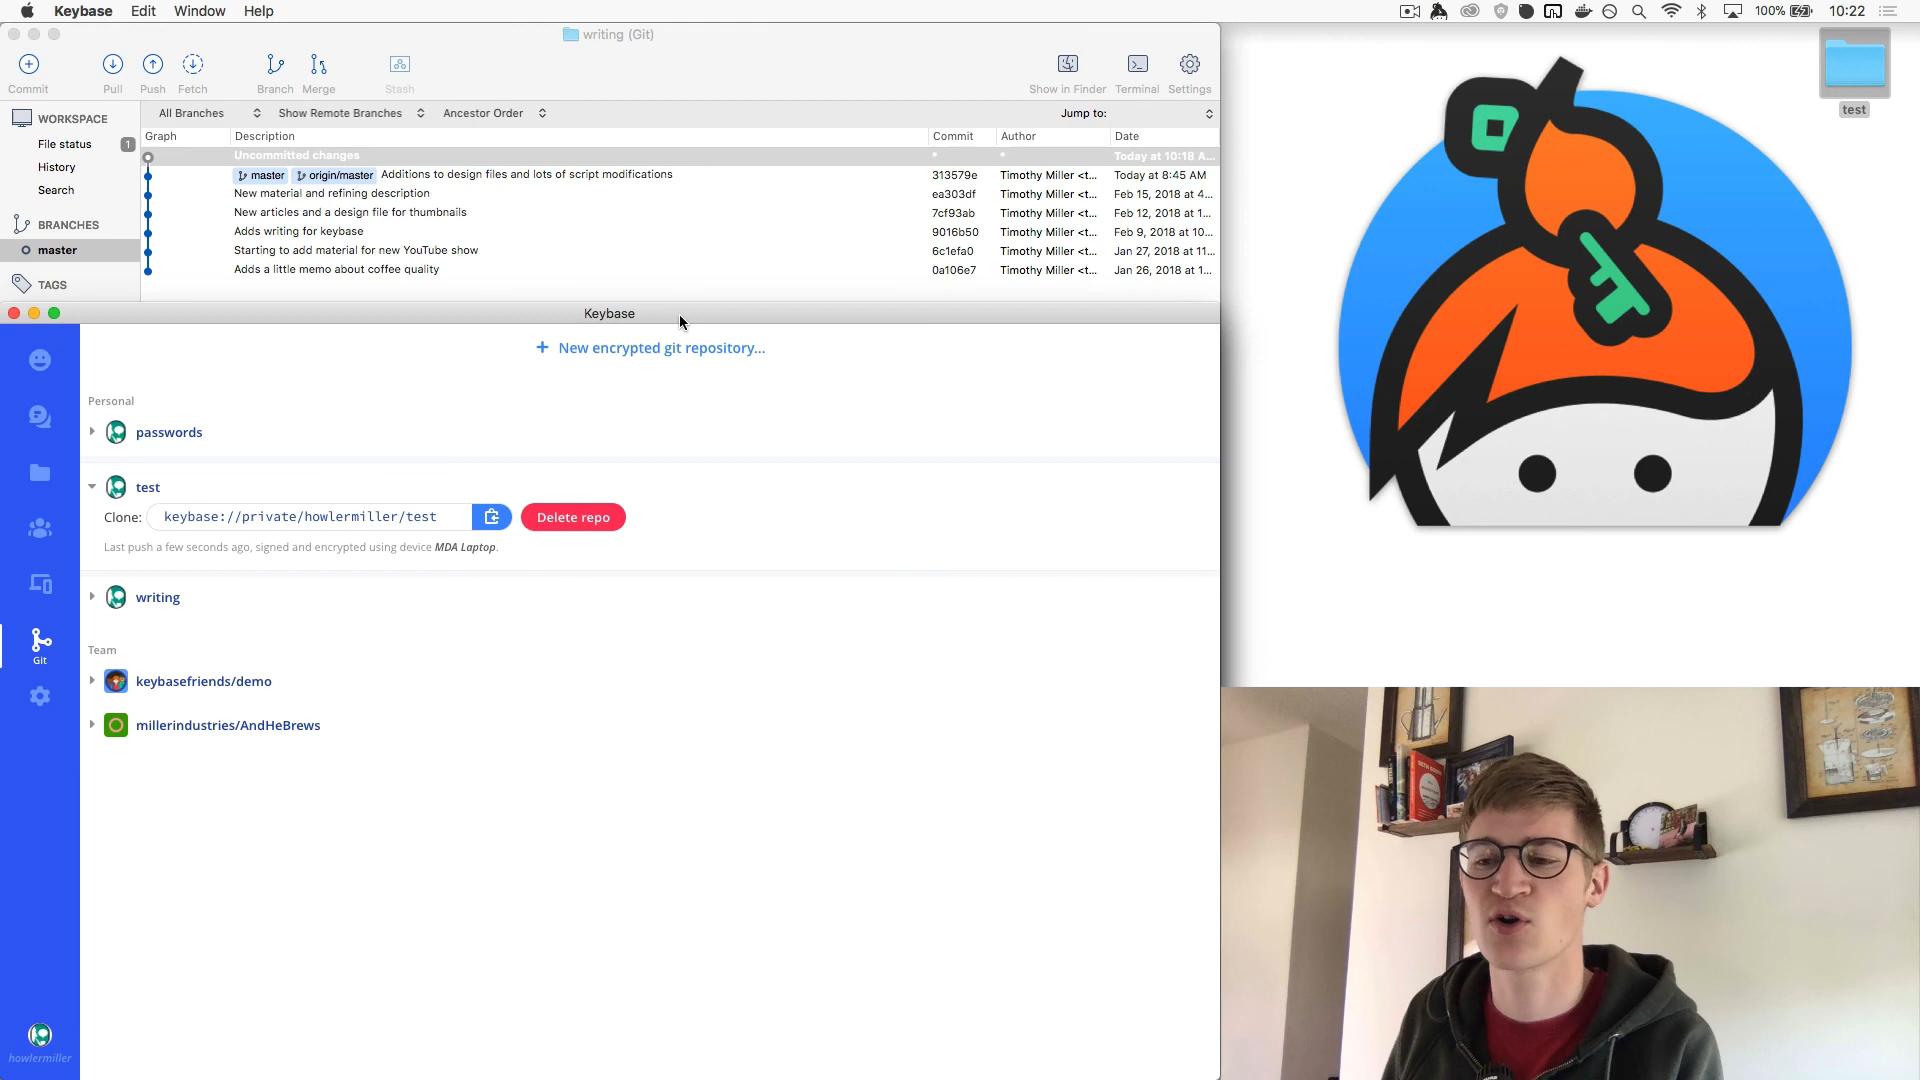 Keybase Edit Window Help 100% 10:22
writing (Git)
Commit Pull Push Fetch Branch Merge Stash Show in Finder Terminal Settings
WORKSPACE All Branches Show Remote Branches Ancestor Order Jump to:
Graph Description Commit Author Date
File status 1
History
Search
BRANCHES
master
TAGS
Uncommitted changes * * Today at 10:18 A...
master origin/master Additions to design files and lots of script modifications 313579e Timothy Miller <t... Today at 8:45 AM
New material and refining description ea303df Timothy Miller <t... Feb 15, 2018 at 4...
New articles and a design file for thumbnails 7cf93ab Timothy Miller <t... Feb 12, 2018 at 1...
Adds writing for keybase 9016b50 Timothy Miller <t... Feb 9, 2018 at 10...
Starting to add material for new YouTube show 6c1efa0 Timothy Miller <t... Jan 27, 2018 at 11...
Adds a little memo about coffee quality 0a106e7 Timothy Miller <t... Jan 26, 2018 at 1...
test
Keybase
+ New encrypted git repository...
Personal
passwords
test
Clone: keybase://private/howlermiller/test Delete repo
Last push a few seconds ago, signed and encrypted using device MDA Laptop.
writing
Team
keybasefriends/demo
millerindustries/AndHeBrews
Git
howlermiller